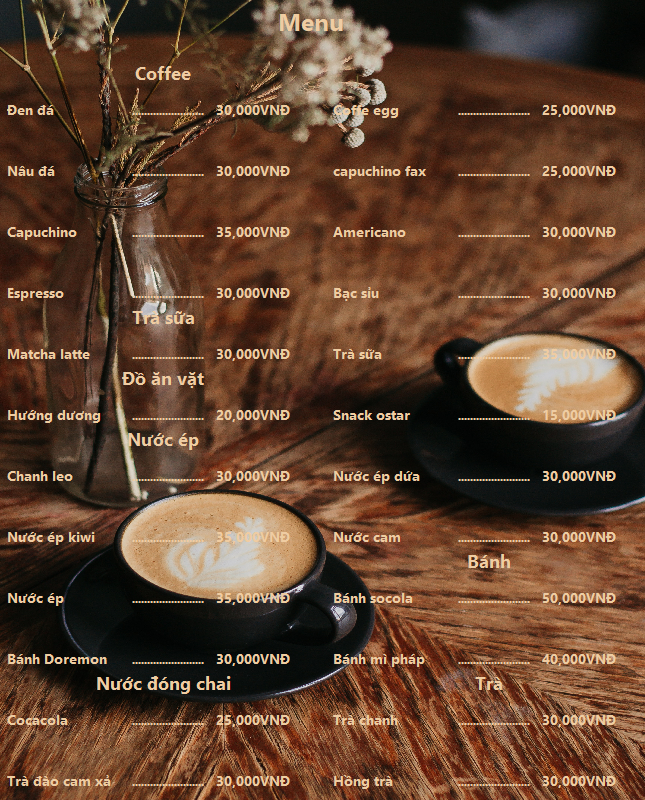 Menu
Coffee
Đen đá ........................ 30,000VNĐ Coffe egg ........................ 25,000VNĐ
Nâu đá ........................ 30,000VNĐ capuchino fax ........................ 25,000VNĐ
Capuchino ........................ 35,000VNĐ Americano ........................ 30,000VNĐ
Espresso ........................ 30,000VNĐ Bạc sỉu ........................ 30,000VNĐ
Trà sữa
Matcha latte ........................ 30,000VNĐ Trà sữa ........................ 35,000VNĐ
Đồ ăn vặt
Hướng dương ........................ 20,000VNĐ Snack ostar ........................ 15,000VNĐ
Nước ép
Chanh leo ........................ 30,000VNĐ Nước ép dứa ........................ 30,000VNĐ
Nước ép kiwi ........................ 35,000VNĐ Nước cam ........................ 30,000VNĐ
Bánh
Nước ép ........................ 35,000VNĐ Bánh socola ........................ 50,000VNĐ
Bánh Doremon ........................ 30,000VNĐ Bánh mì pháp ........................ 40,000VNĐ
Nước đóng chai Trà
Cocacola ........................ 25,000VNĐ Trà chanh ........................ 30,000VNĐ
Trà đào cam xả ........................ 30,000VNĐ Hồng trà ........................ 30,000VNĐ